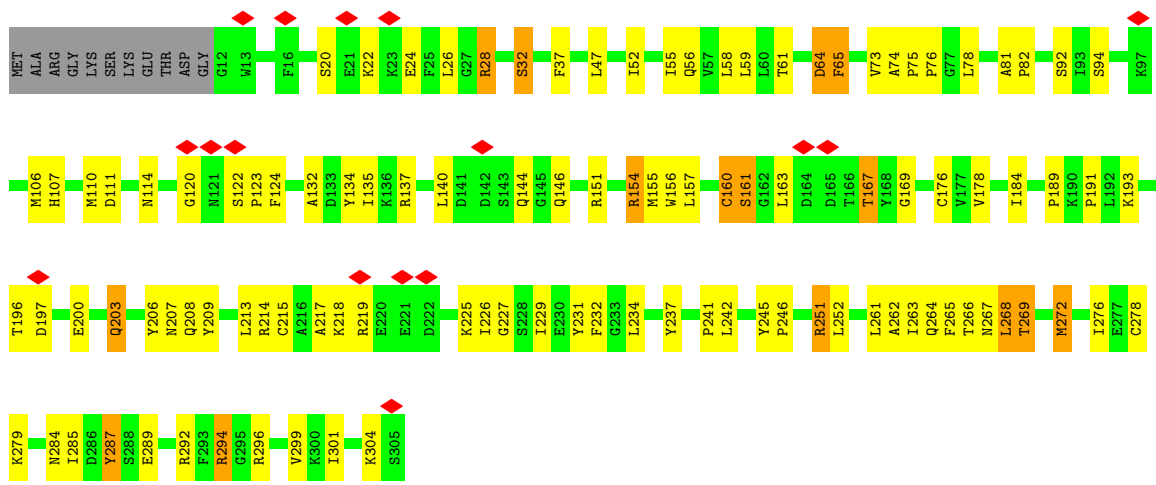 MET ALA ARG GLY LYS SER LYS GLU THR ASP GLY G12 W13 F16 S20 E21 K22 K23 E24 F25 L26 G27 R28 S32 F37 L47 I52 I55 Q56 V57 L58 L59 L60 T61 D64 F65 V73 A74 P75 P76 G77 L78 A81 P82 S92 I93 S94 K97
M106 H107 M110 D111 N114 G120 N121 S122 P123 F124 A132 D133 Y134 I135 K136 R137 L140 D141 D142 S143 Q144 G145 Q146 R151 R154 M155 W156 L157 C160 S161 G162 L163 D164 D165 T166 T167 Y168 G169 C176 V177 V178 I184 P189 K190 P191 L192 K193
T196 D197 E200 Q203 Y206 N207 Q208 Y209 L213 R214 C215 A216 A217 K218 R219 E220 E221 D222 K225 I226 G227 S228 I229 E230 Y231 F232 G233 L234 Y237 P241 L242 Y245 P246 R251 L252 L261 A262 I263 Q264 F265 T266 N267 L268 T269 M272 I276 E277 C278
K279 N284 I285 D286 Y287 S288 E289 R292 F293 R294 G295 R296 V299 K300 I301 K304 S305